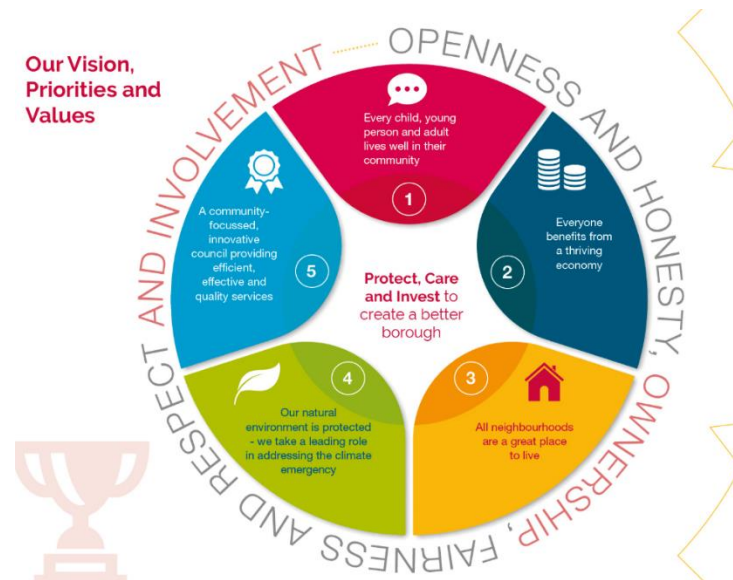 Our Vision,
Priorities and
Values
OPENNESS AND HONESTY, OWNERSHIP, FAIRNESS AND RESPECT AND INVOLVEMENT
Every child, young
person and adult
lives well in their
community
1
Everyone
benefits from
a thriving
economy
2
All neighbourhoods
are a great place
to live
3
Our natural
environment is protected
- we take a leading role
in addressing the climate
emergency
4
A community-
focussed,
innovative
council providing
efficient,
effective and
quality services
5
Protect, Care
and Invest to
create a better
borough